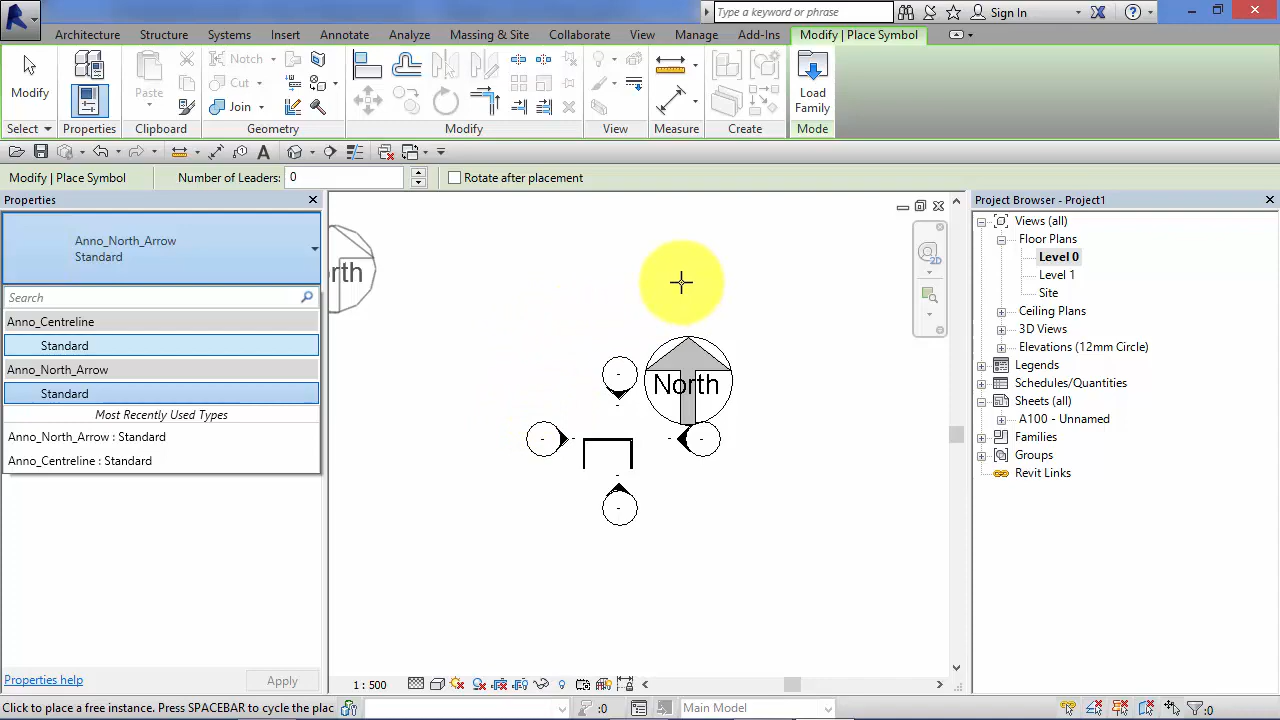 Type a keyword or phrase
Sign In
Architecture Structure Systems Insert Annotate Analyze Massing & Site Collaborate View Manage Add-Ins Modify | Place Symbol
Modify
Paste
Notch
Cut
Join
Load
Family
Select Properties Clipboard Geometry Modify View Measure Create Mode
Modify | Place Symbol Number of Leaders: 0 Rotate after placement
Properties
Anno_North_Arrow
Standard
Search
Anno_Centreline
Standard
Anno_North_Arrow
Standard
Most Recently Used Types
Anno_North_Arrow : Standard
Anno_Centreline : Standard
Properties help
Apply
rth
North
2D
1 : 500
Project Browser - Project1
Views (all)
Floor Plans
Level 0
Level 1
Site
Ceiling Plans
3D Views
Elevations (12mm Circle)
Legends
Schedules/Quantities
Sheets (all)
A100 - Unnamed
Families
Groups
Revit Links
Click to place a free instance. Press SPACEBAR to cycle the plac
:0
Main Model
:0